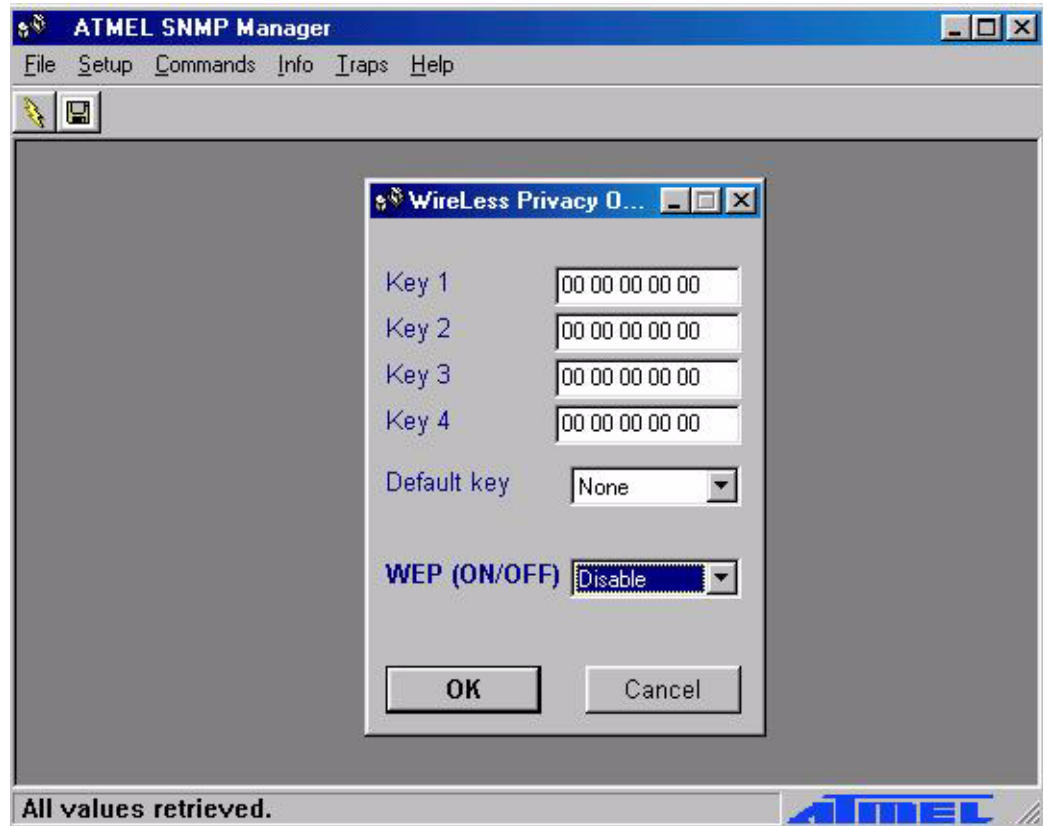 ATMEL SNMP Manager
File Setup Commands Info Traps Help
WireLess Privacy O...
Key 1 00 00 00 00 00
Key 2 00 00 00 00 00
Key 3 00 00 00 00 00
Key 4 00 00 00 00 00
Default key None
WEP (ON/OFF) Disable
OK Cancel
All values retrieved.
ATMEL